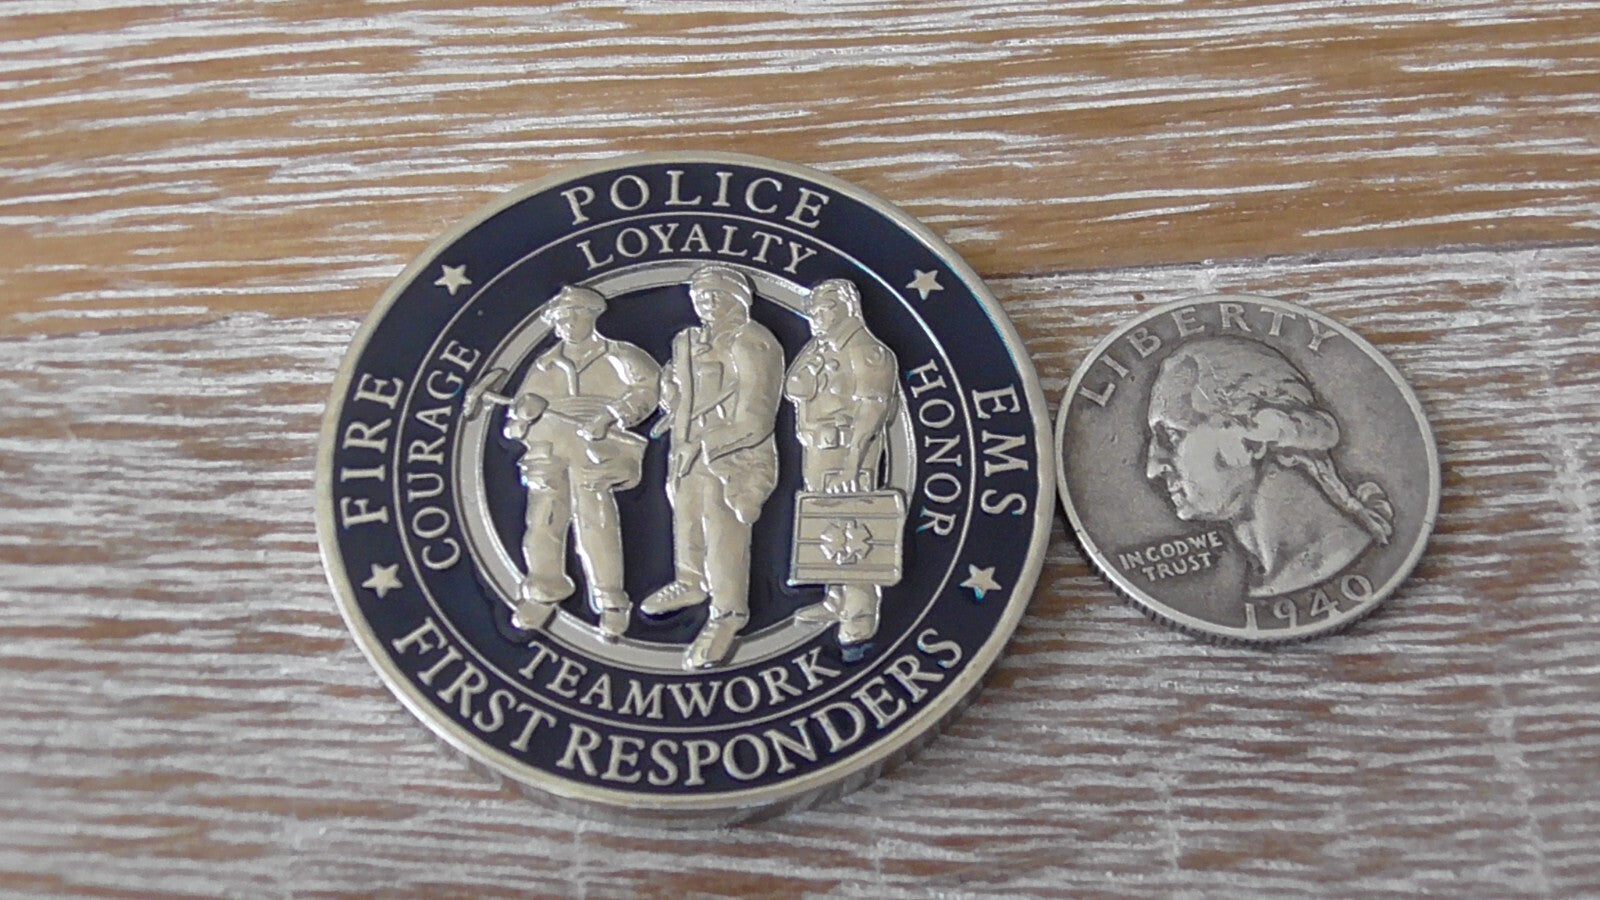 POLICE
LOYALTY
FIRE
COURAGE
HONOR
EMS
TEAMWORK
FIRST RESPONDERS
LIBERTY
IN GOD WE
TRUST
1940